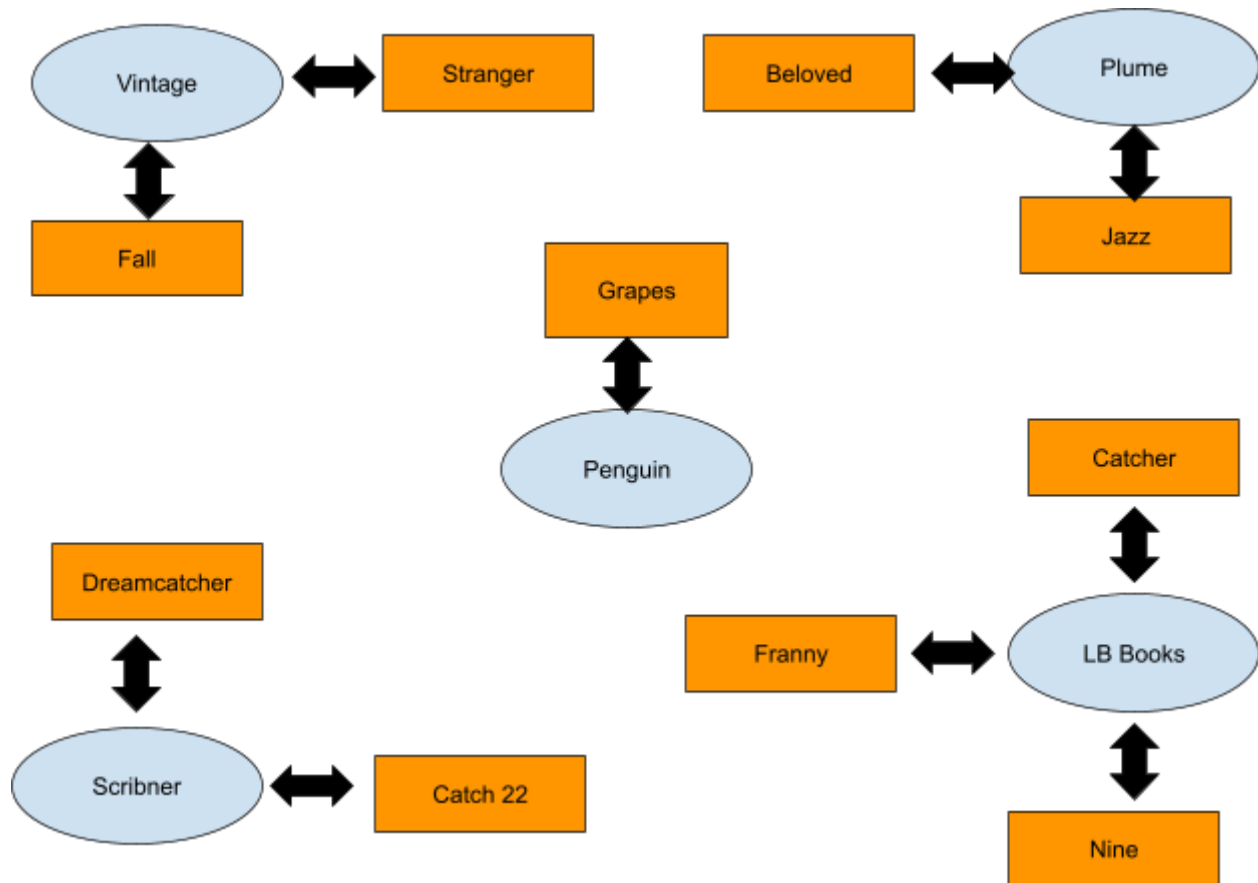 Vintage
Stranger
Beloved
Plume
Fall
Jazz
Grapes
Penguin
Catcher
Dreamcatcher
Franny
LB Books
Scribner
Catch 22
Nine